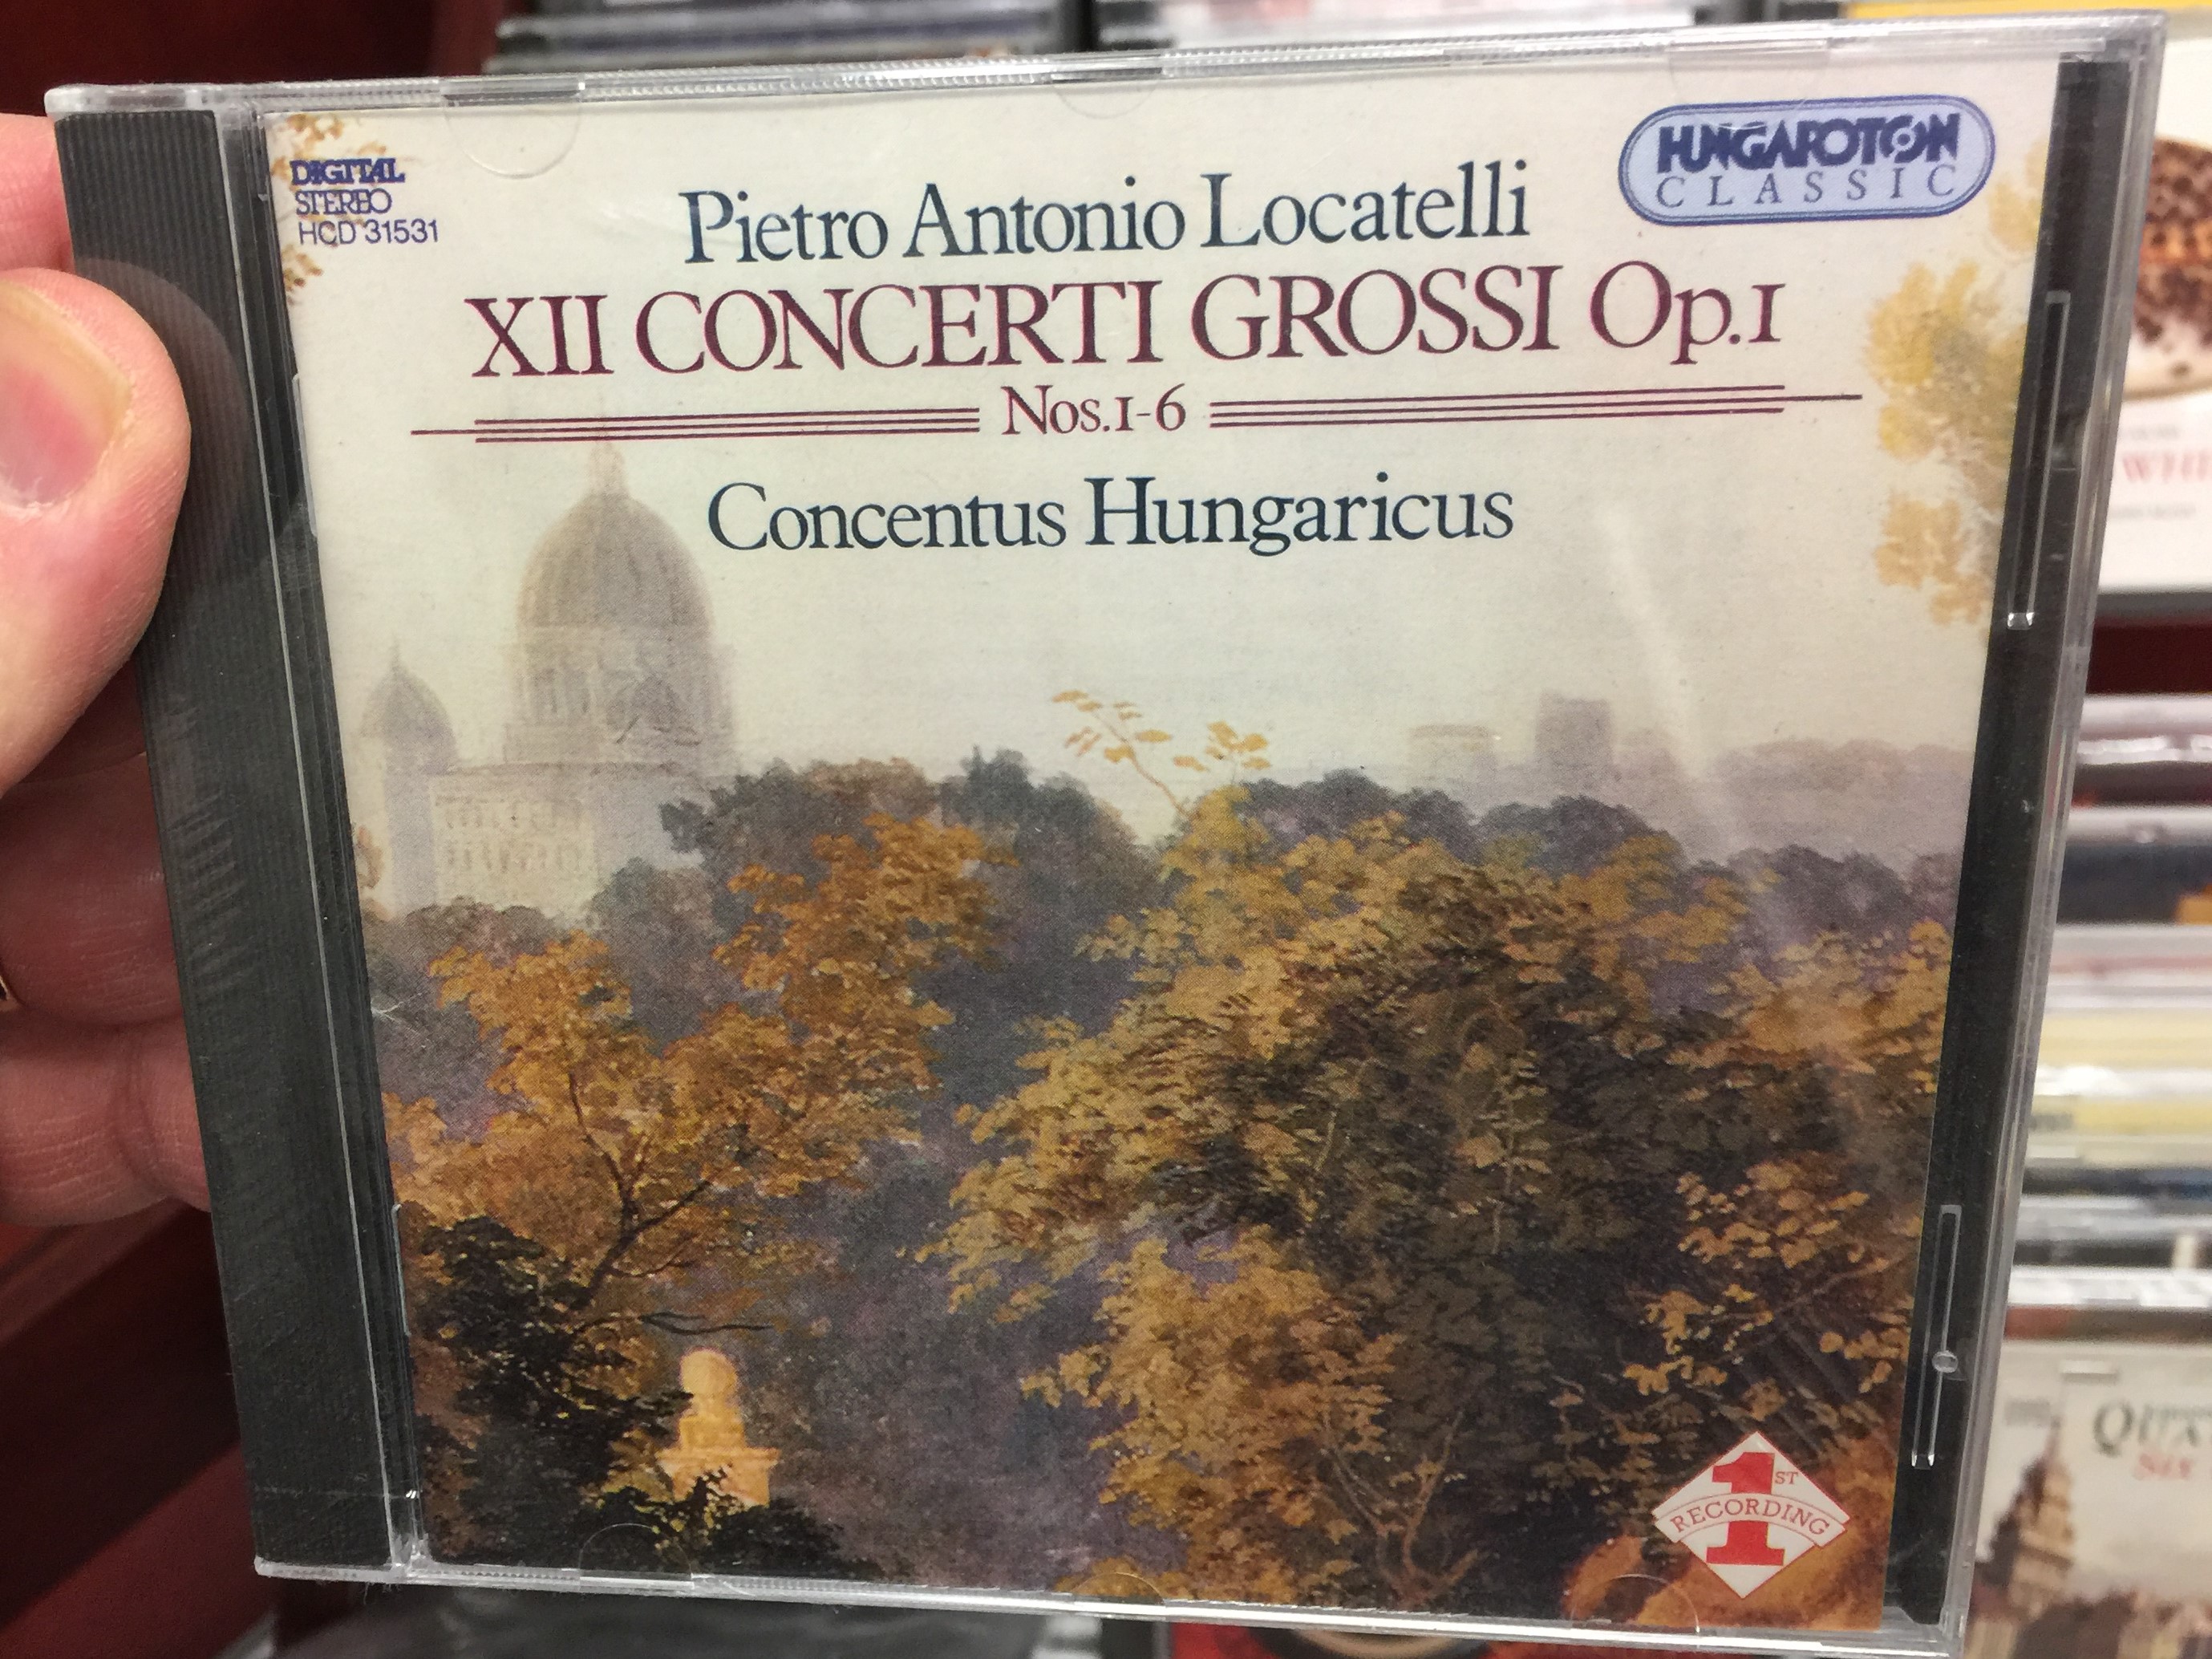 DIGITAL
STEREO
HCD 31531
HUNGAROTON
CLASSIC
Pietro Antonio Locatelli
XII CONCERTI GROSSI Op.1
Nos.1-6
Concentus Hungaricus
1ST
RECORDING